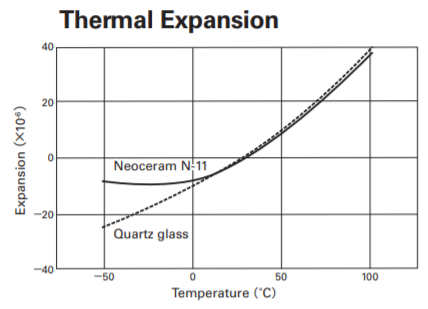 Thermal Expansion
40
20
0
−20
−40
Expansion (×10⁻⁶)
Neoceram N-11
Quartz glass
−50
0
50
100
Temperature (°C)